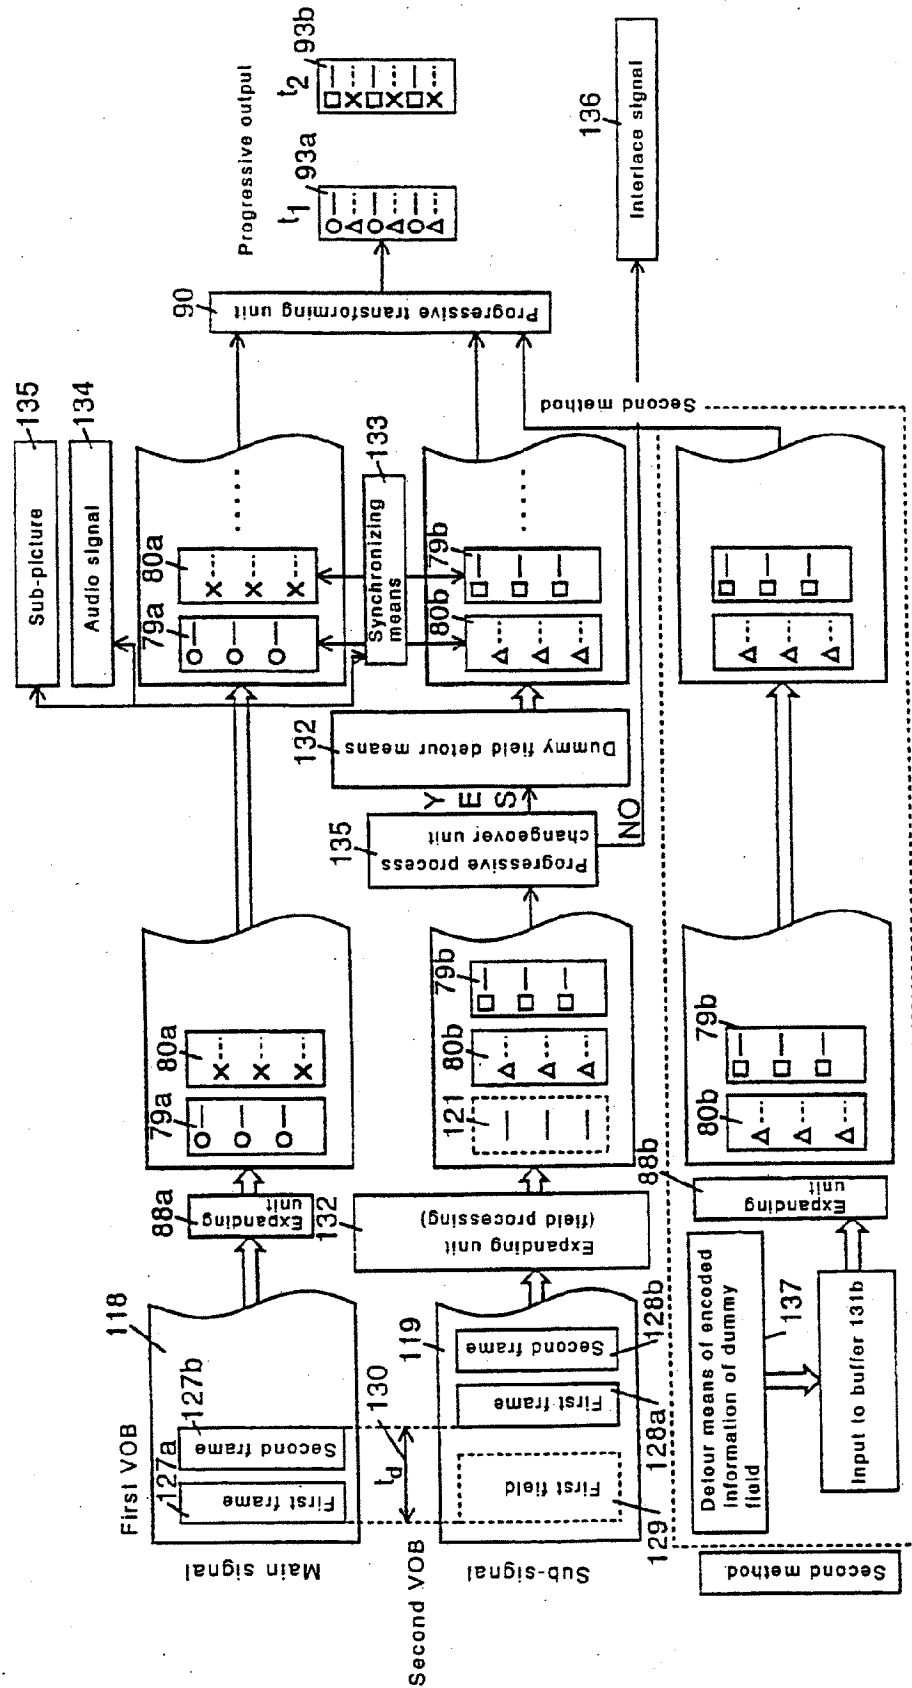 First VOB
118
127a
127b
Main signal
First frame
Second frame
130
td
Second VOB
Sub-signal
119
First field
129
First frame
128a
Second frame
128b
88a
Expanding
unit
132
Expanding unit
(field processing)
79a
80a
121
80b
79b
135
Progressive process
changeover unit
YES
NO
132
Dummy field detour means
135
Sub-picture
134
Audio signal
79a
80a
133
Synchronizing
means
80b
79b
90
Progressive transforming unit
Progressive output
t1
93a
t2
93b
136
Interlace signal
Second method
Second method.
Detour means of encoded
information of dummy
field
137
Input to buffer 131b
88b
Expanding
unit
80b
79b